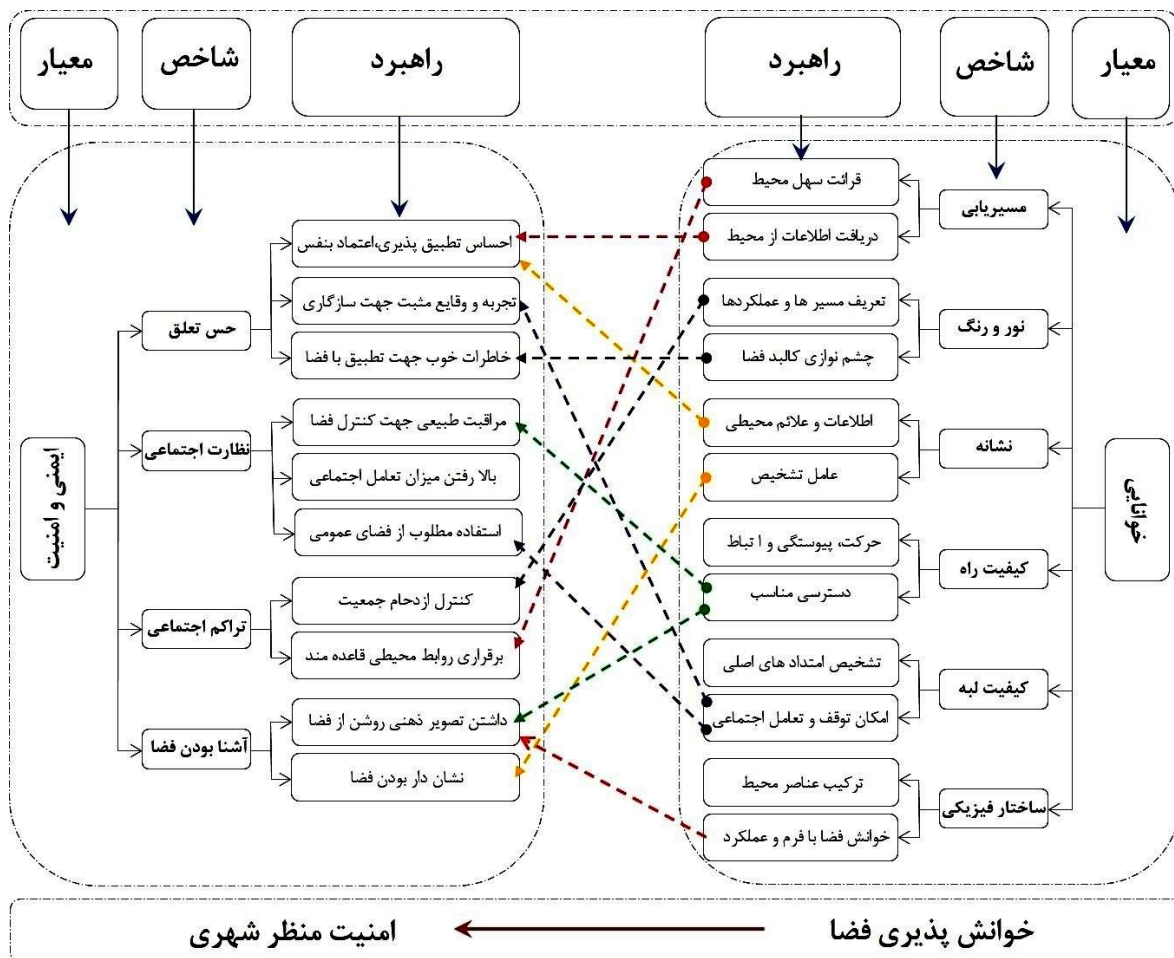 معیار
شاخص
راهبرد
راهبرد
شاخص
معیار
خوانایی
مسیریابی
قرائت سهل محیط
دریافت اطلاعات از محیط
نور و رنگ
تعریف مسیر ها و عملکردها
چشم نوازی کالبد فضا
نشانه
اطلاعات و علائم محیطی
عامل تشخیص
کیفیت راه
حرکت، پیوستگی و ا تباط
دسترسی مناسب
کیفیت لبه
تشخیص امتداد های اصلی
امکان توقف و تعامل اجتماعی
ساختار فیزیکی
ترکیب عناصر محیط
خوانش فضا با فرم و عملکرد
احساس تطبیق پذیری،اعتماد بنفس
تجربه و وقایع مثبت جهت سازگاری
خاطرات خوب جهت تطبیق با فضا
حس تعلق
مراقبت طبیعی جهت کنترل فضا
بالا رفتن میزان تعامل اجتماعی
استفاده مطلوب از فضای عمومی
نظارت اجتماعی
کنترل ازدحام جمعیت
برقراری روابط محیطی قاعده مند
تراکم اجتماعی
داشتن تصویر ذهنی روشن از فضا
نشان دار بودن فضا
آشنا بودن فضا
ایمنی و امنیت
خوانش پذیری فضا
امنیت منظر شهری